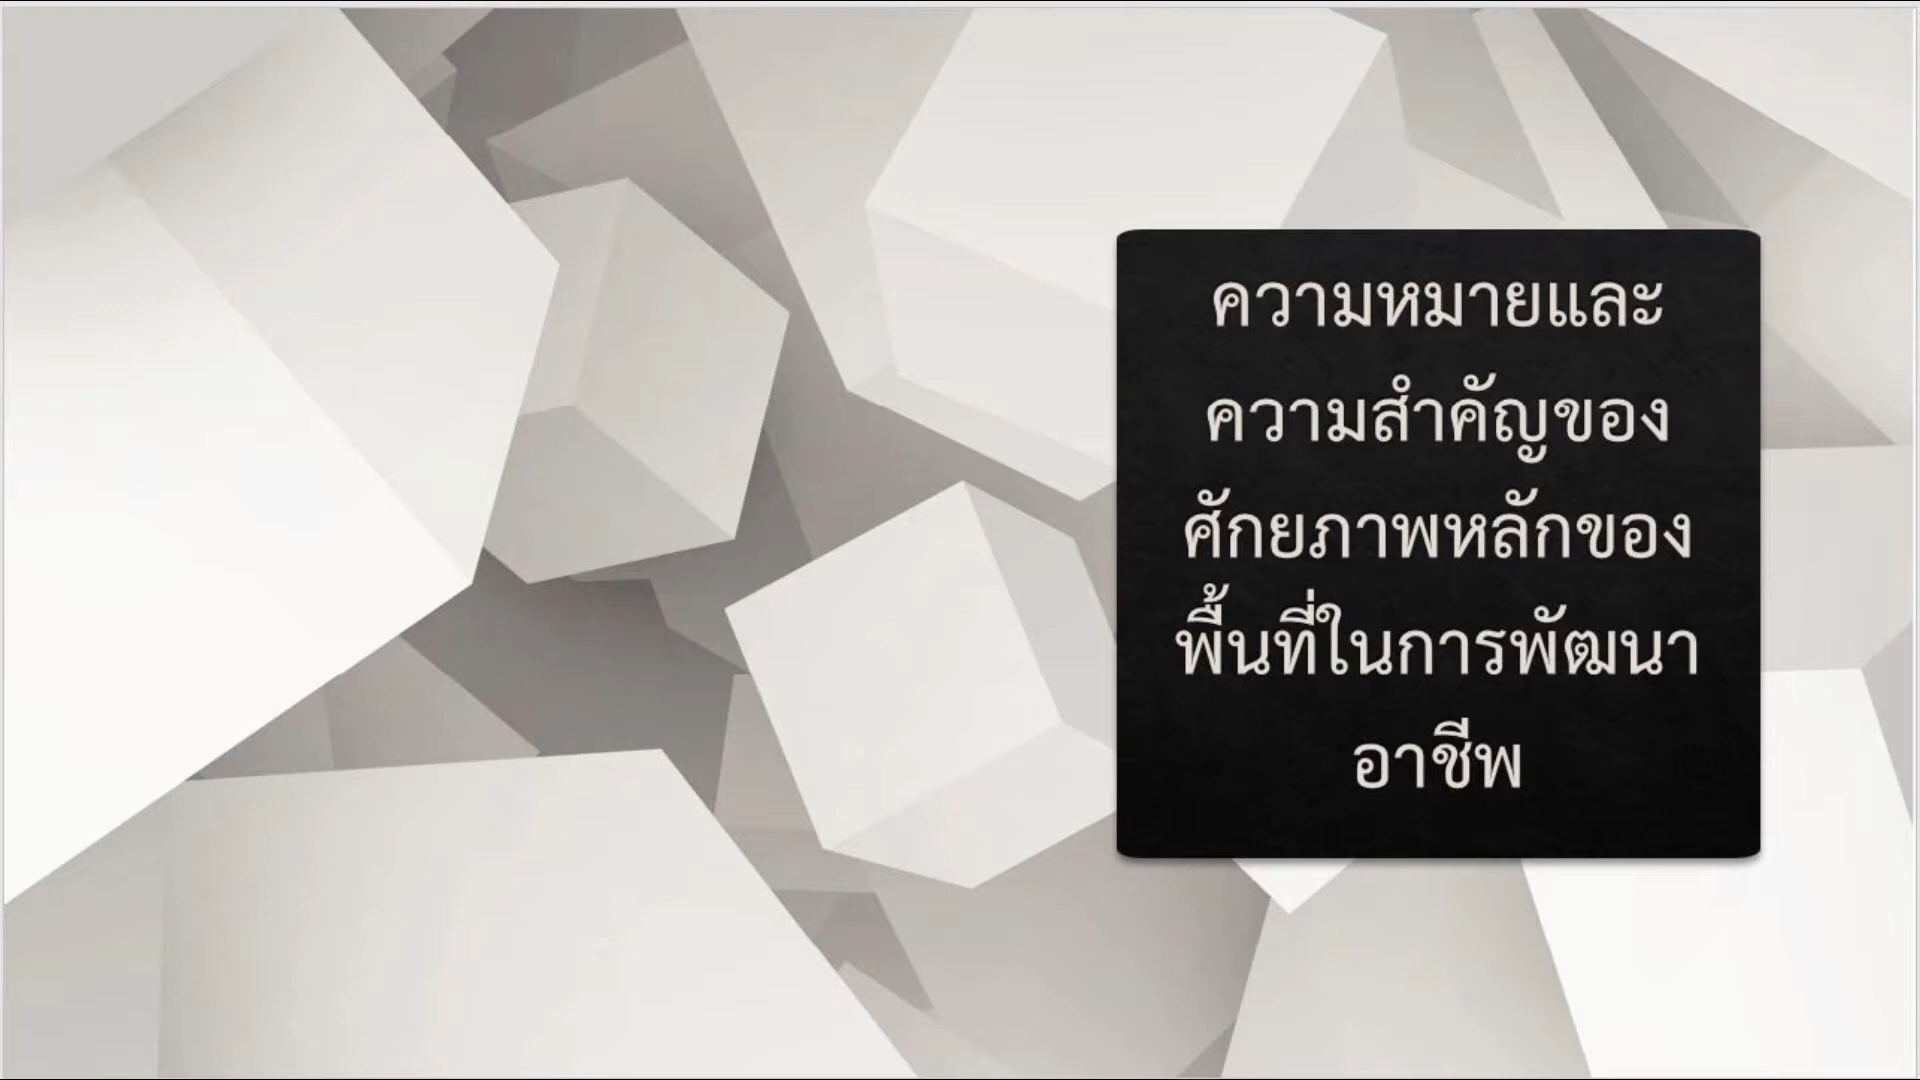 ความหมายและ
ความสำคัญของ
ศักยภาพหลักของ
พื้นที่ในการพัฒนา
อาชีพ